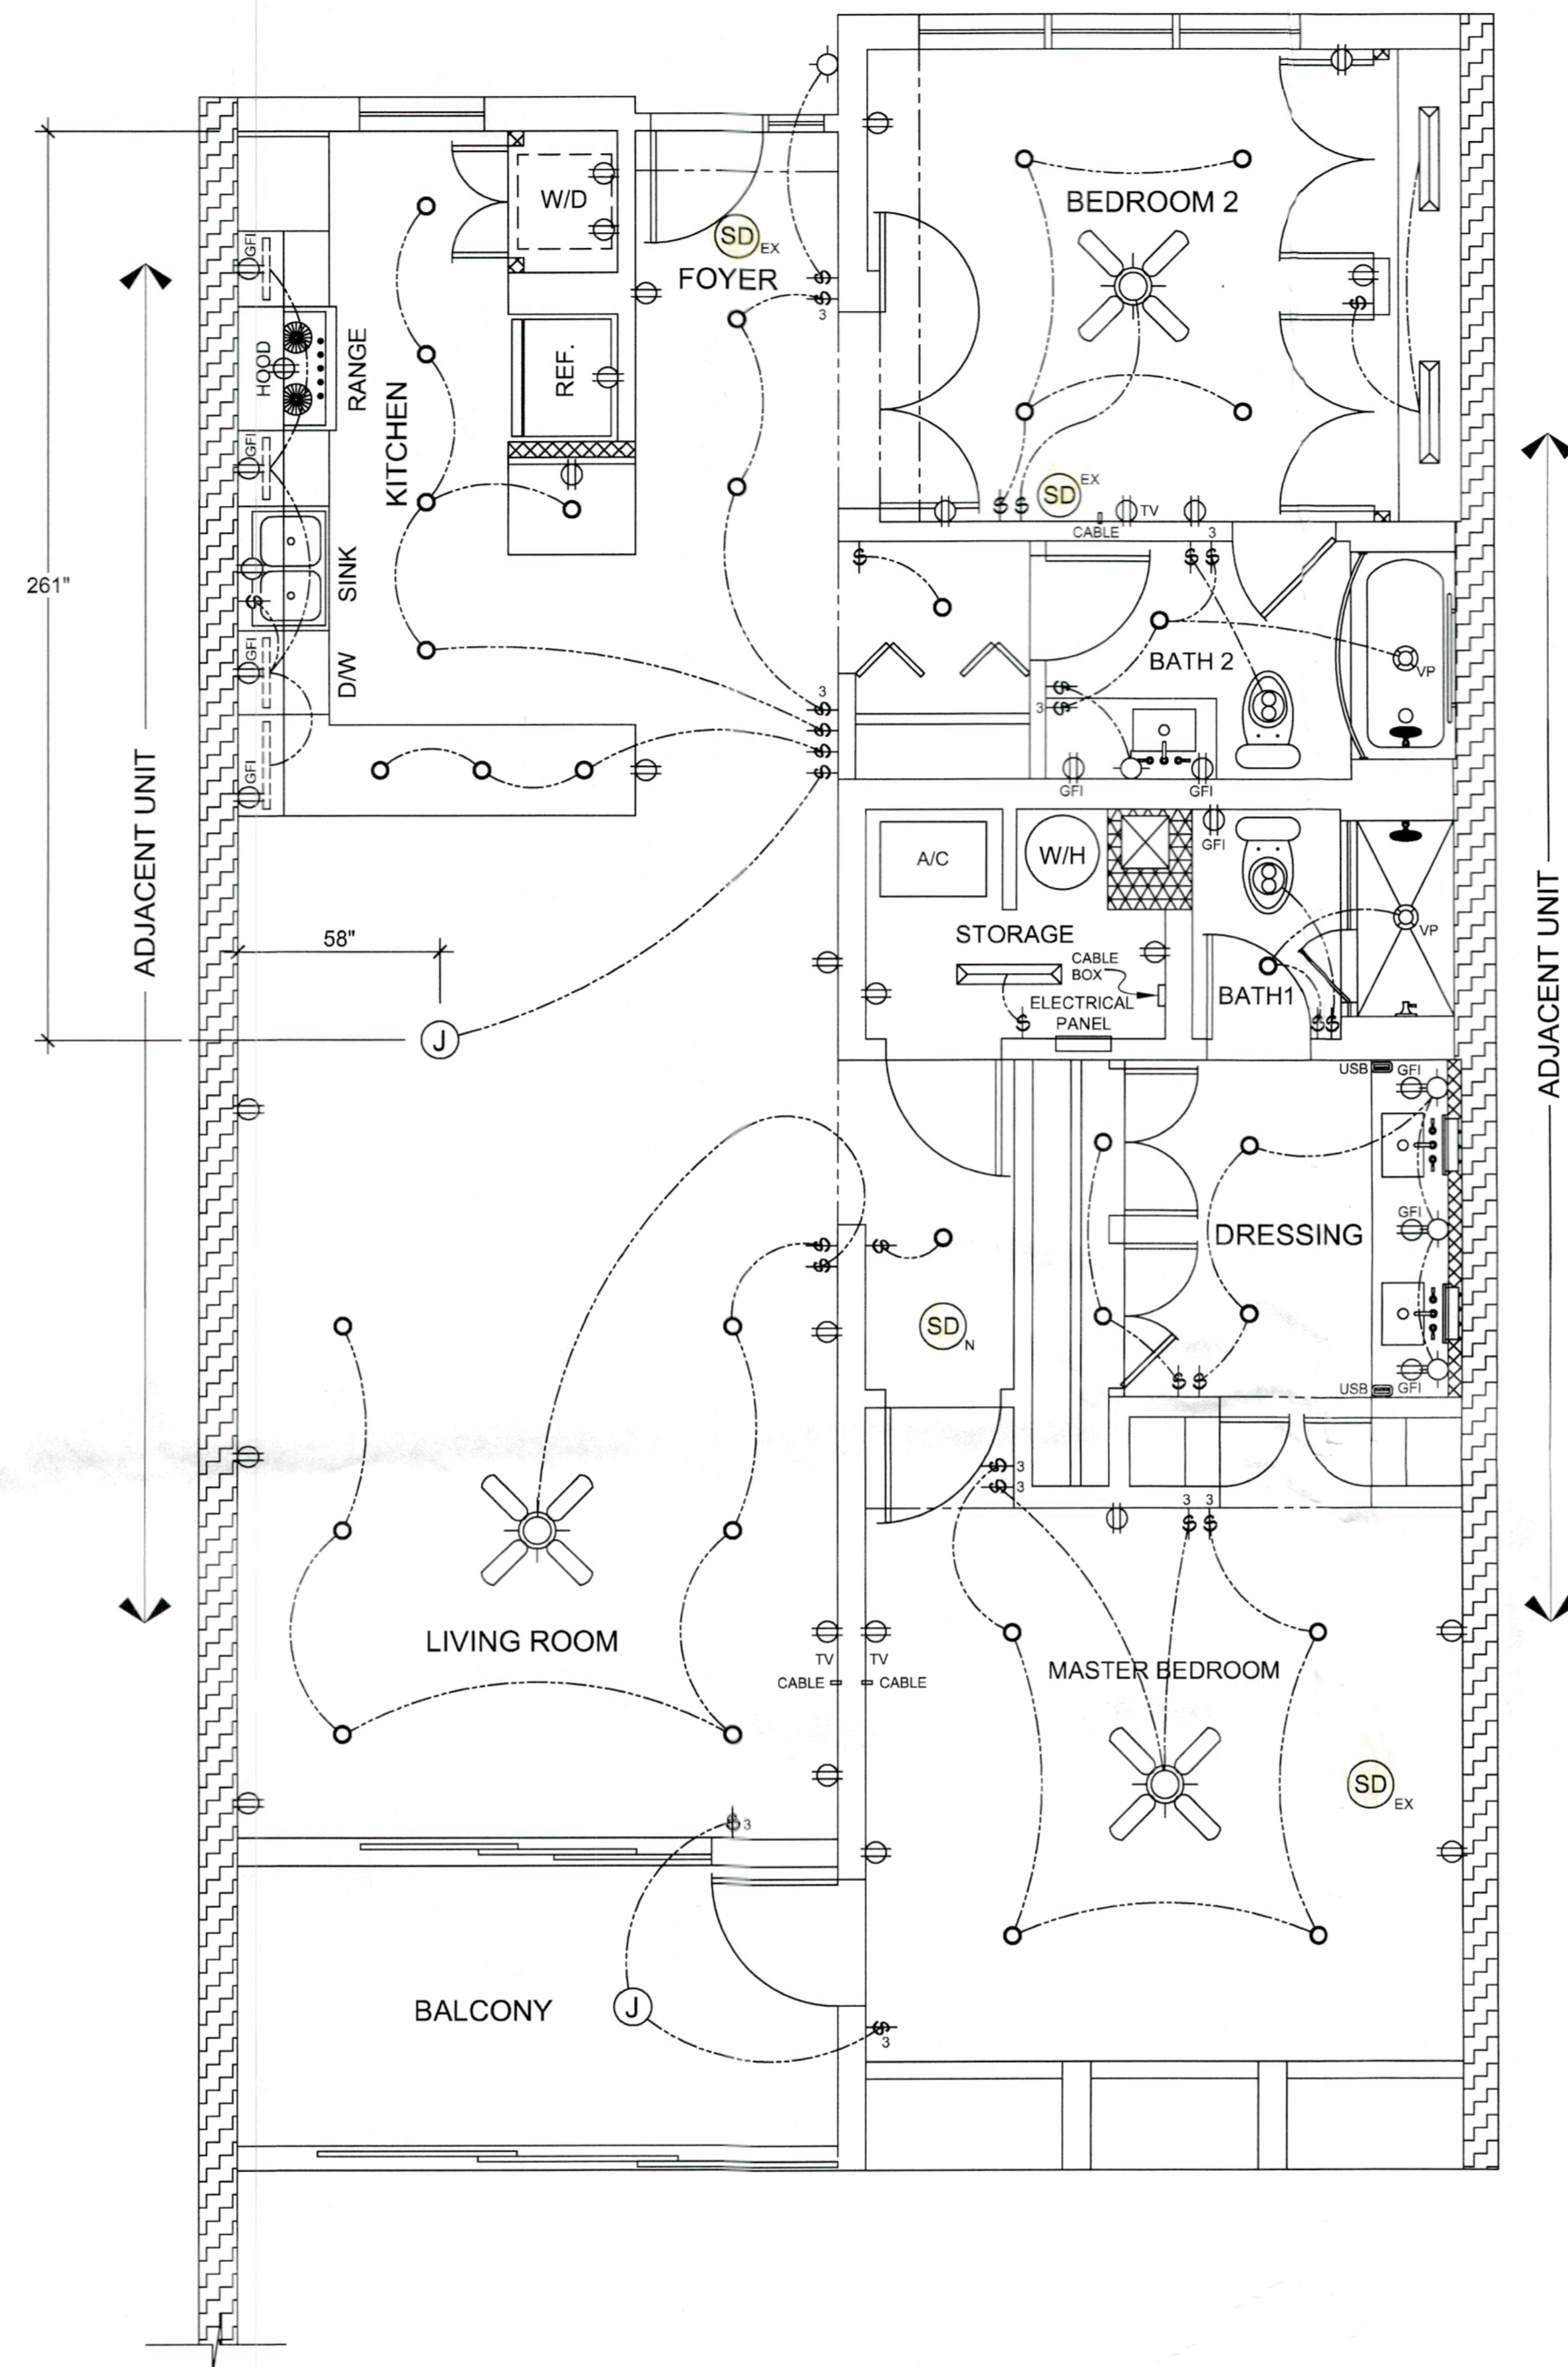 BEDROOM 2
W/D
SD EX
FOYER
3
GFI
HOOD
RANGE
KITCHEN
REF.
GFI
SINK
GFI
D/W
GFI
261"
58"
ADJACENT UNIT
ADJACENT UNIT
SD EX
TV
CABLE
3
BATH 2
VP
3
3
GFI
GFI
GFI
A/C
W/H
STORAGE
CABLE
BOX
ELECTRICAL
PANEL
BATH1
VP
J
USB
GFI
GFI
DRESSING
USB
GFI
SD N
3
3
3
3
LIVING ROOM
TV
TV
CABLE
CABLE
MASTER BEDROOM
SD EX
3
BALCONY
J
3